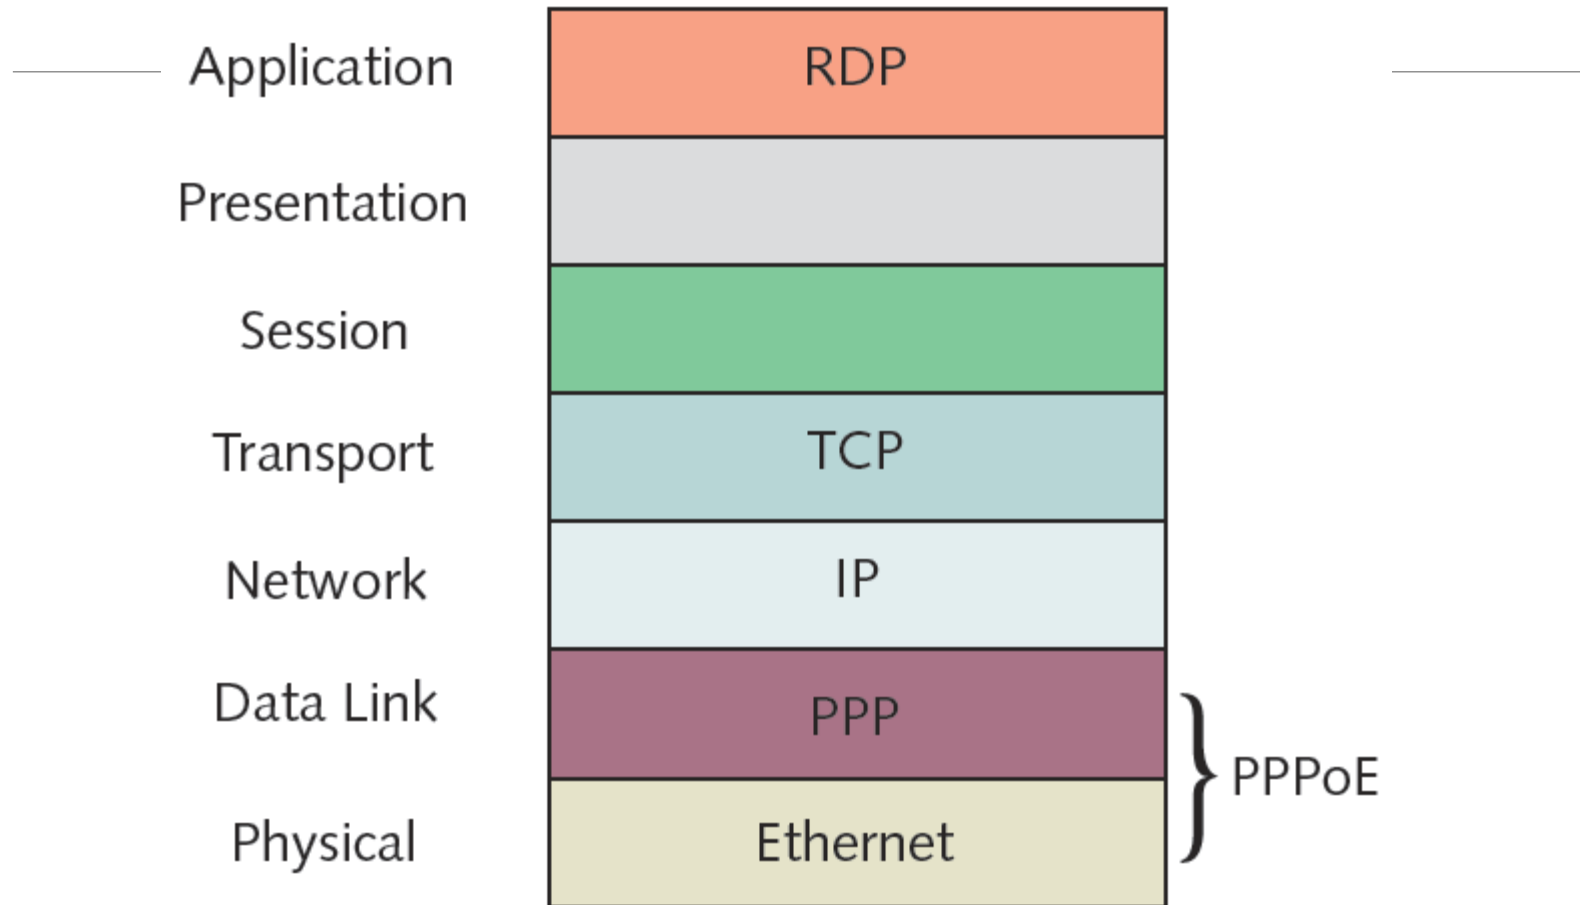 Application RDP
Presentation
Session
Transport TCP
Network IP
Data Link PPP
PPPoE
Physical Ethernet